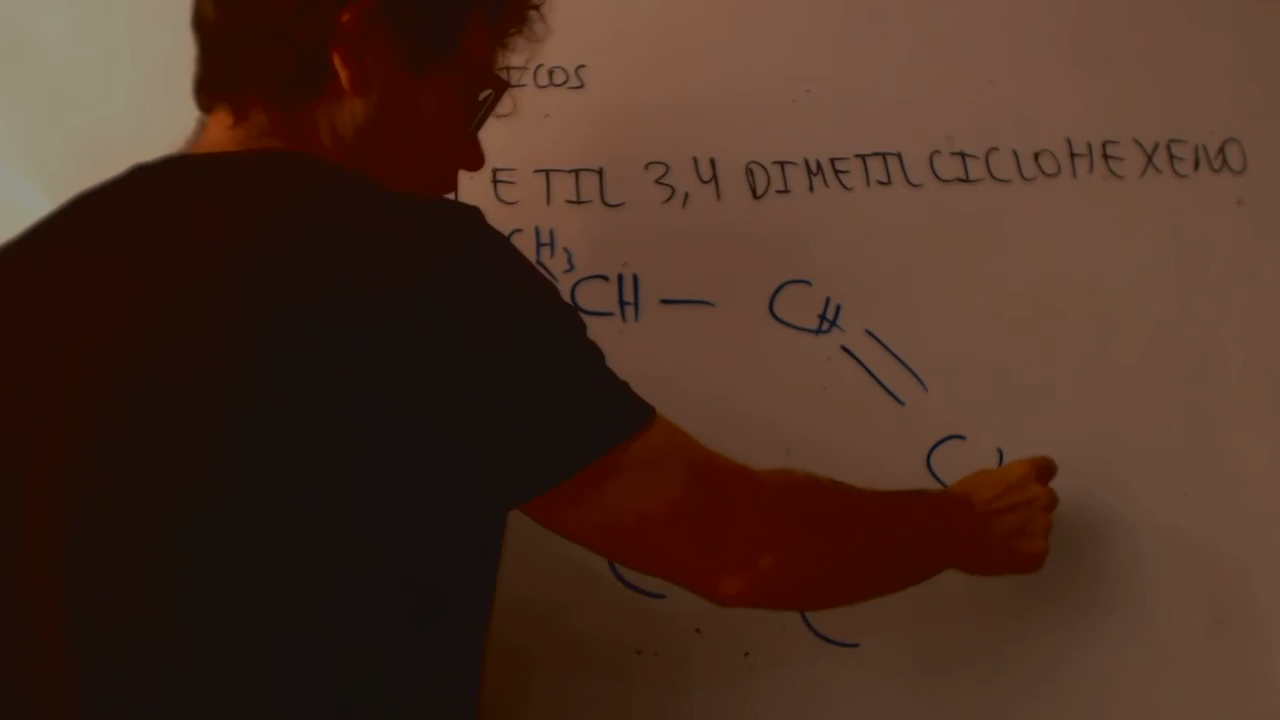 ICOS
ETIL 3,4 DIMETILCICLOHEXENO
CH3
CH — CH
C
C
C